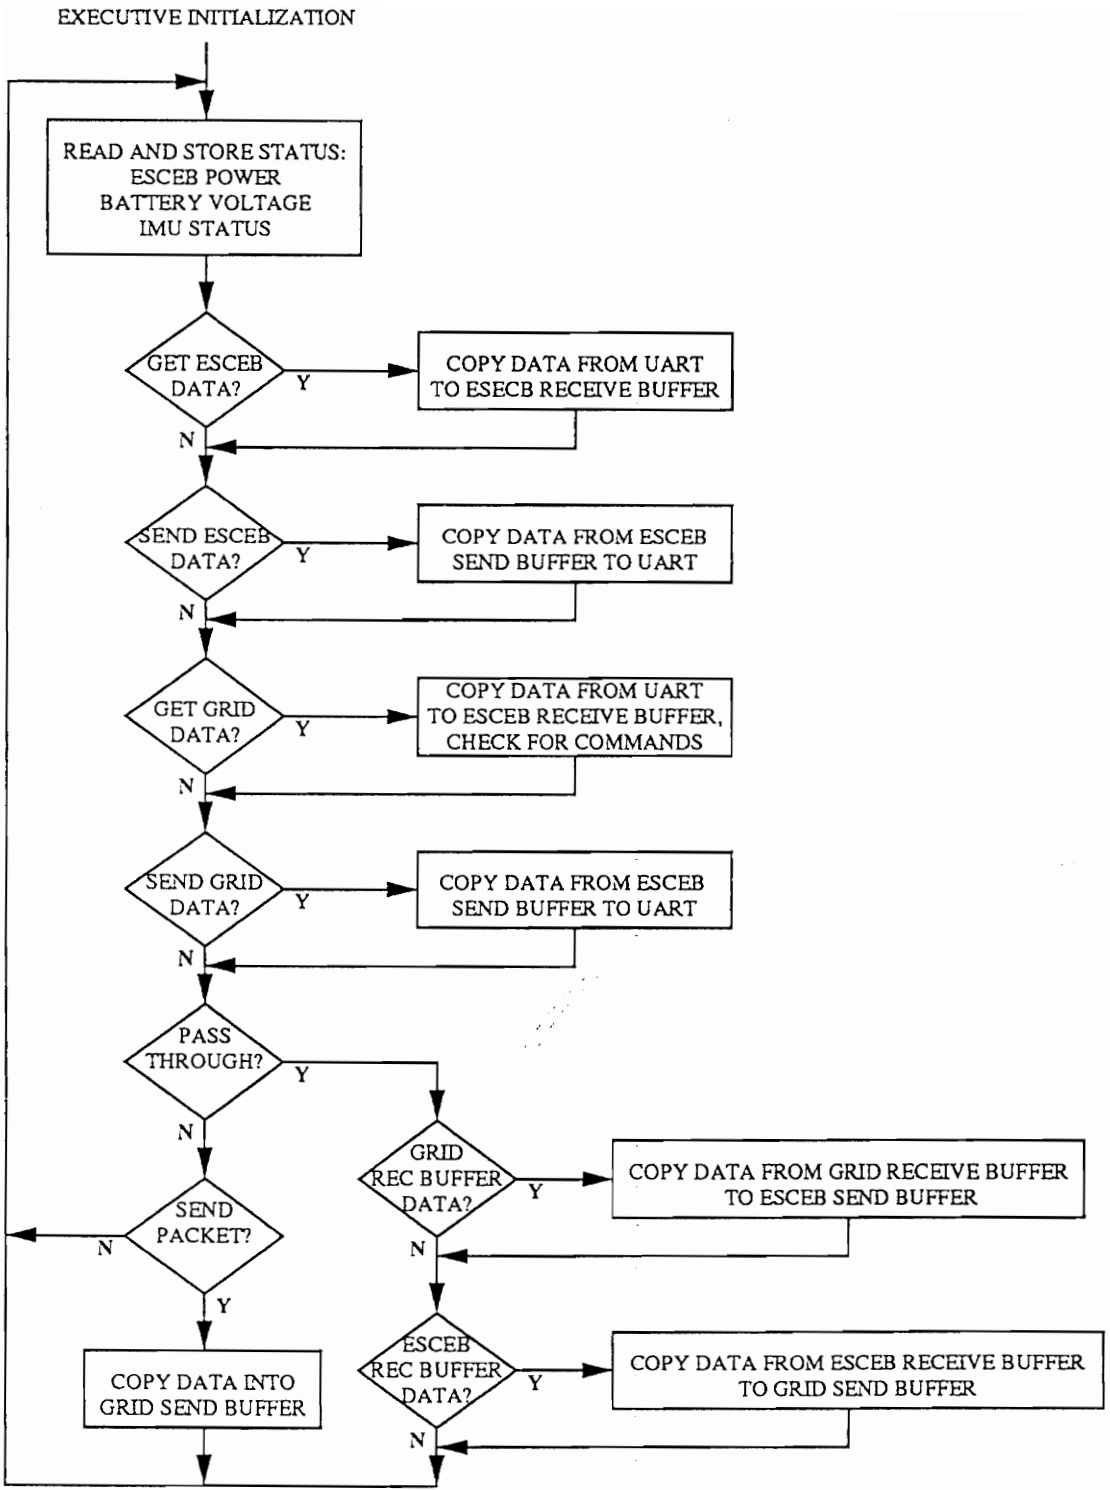 EXECUTIVE INITIALIZATION
READ AND STORE STATUS:
ESCEB POWER
BATTERY VOLTAGE
IMU STATUS
GET ESCEB
DATA?
Y
COPY DATA FROM UART
TO ESECB RECEIVE BUFFER
N
SEND ESCEB
DATA?
Y
COPY DATA FROM ESCEB
SEND BUFFER TO UART
N
GET GRID
DATA?
Y
COPY DATA FROM UART
TO ESCEB RECEIVE BUFFER,
CHECK FOR COMMANDS
N
SEND GRID
DATA?
Y
COPY DATA FROM ESCEB
SEND BUFFER TO UART
N
PASS
THROUGH?
Y
N
GRID
REC BUFFER
DATA?
Y
COPY DATA FROM GRID RECEIVE BUFFER
TO ESCEB SEND BUFFER
N
SEND
PACKET?
N
Y
ESCEB
REC BUFFER
DATA?
Y
COPY DATA FROM ESCEB RECEIVE BUFFER
TO GRID SEND BUFFER
N
COPY DATA INTO
GRID SEND BUFFER